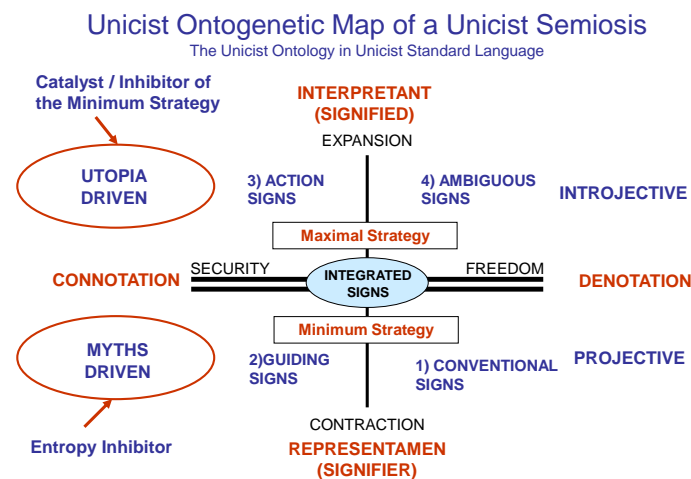 Unicist Ontogenetic Map of a Unicist Semiosis
The Unicist Ontology in Unicist Standard Language
Catalyst / Inhibitor of
the Minimum Strategy
INTERPRETANT
(SIGNIFIED)
EXPANSION
UTOPIA
DRIVEN
3) ACTION
SIGNS
4) AMBIGUOUS
SIGNS
INTROJECTIVE
Maximal Strategy
CONNOTATION
SECURITY
INTEGRATED
SIGNS
FREEDOM
DENOTATION
Minimum Strategy
MYTHS
DRIVEN
2)GUIDING
SIGNS
1) CONVENTIONAL
SIGNS
PROJECTIVE
CONTRACTION
Entropy Inhibitor
REPRESENTAMEN
(SIGNIFIER)